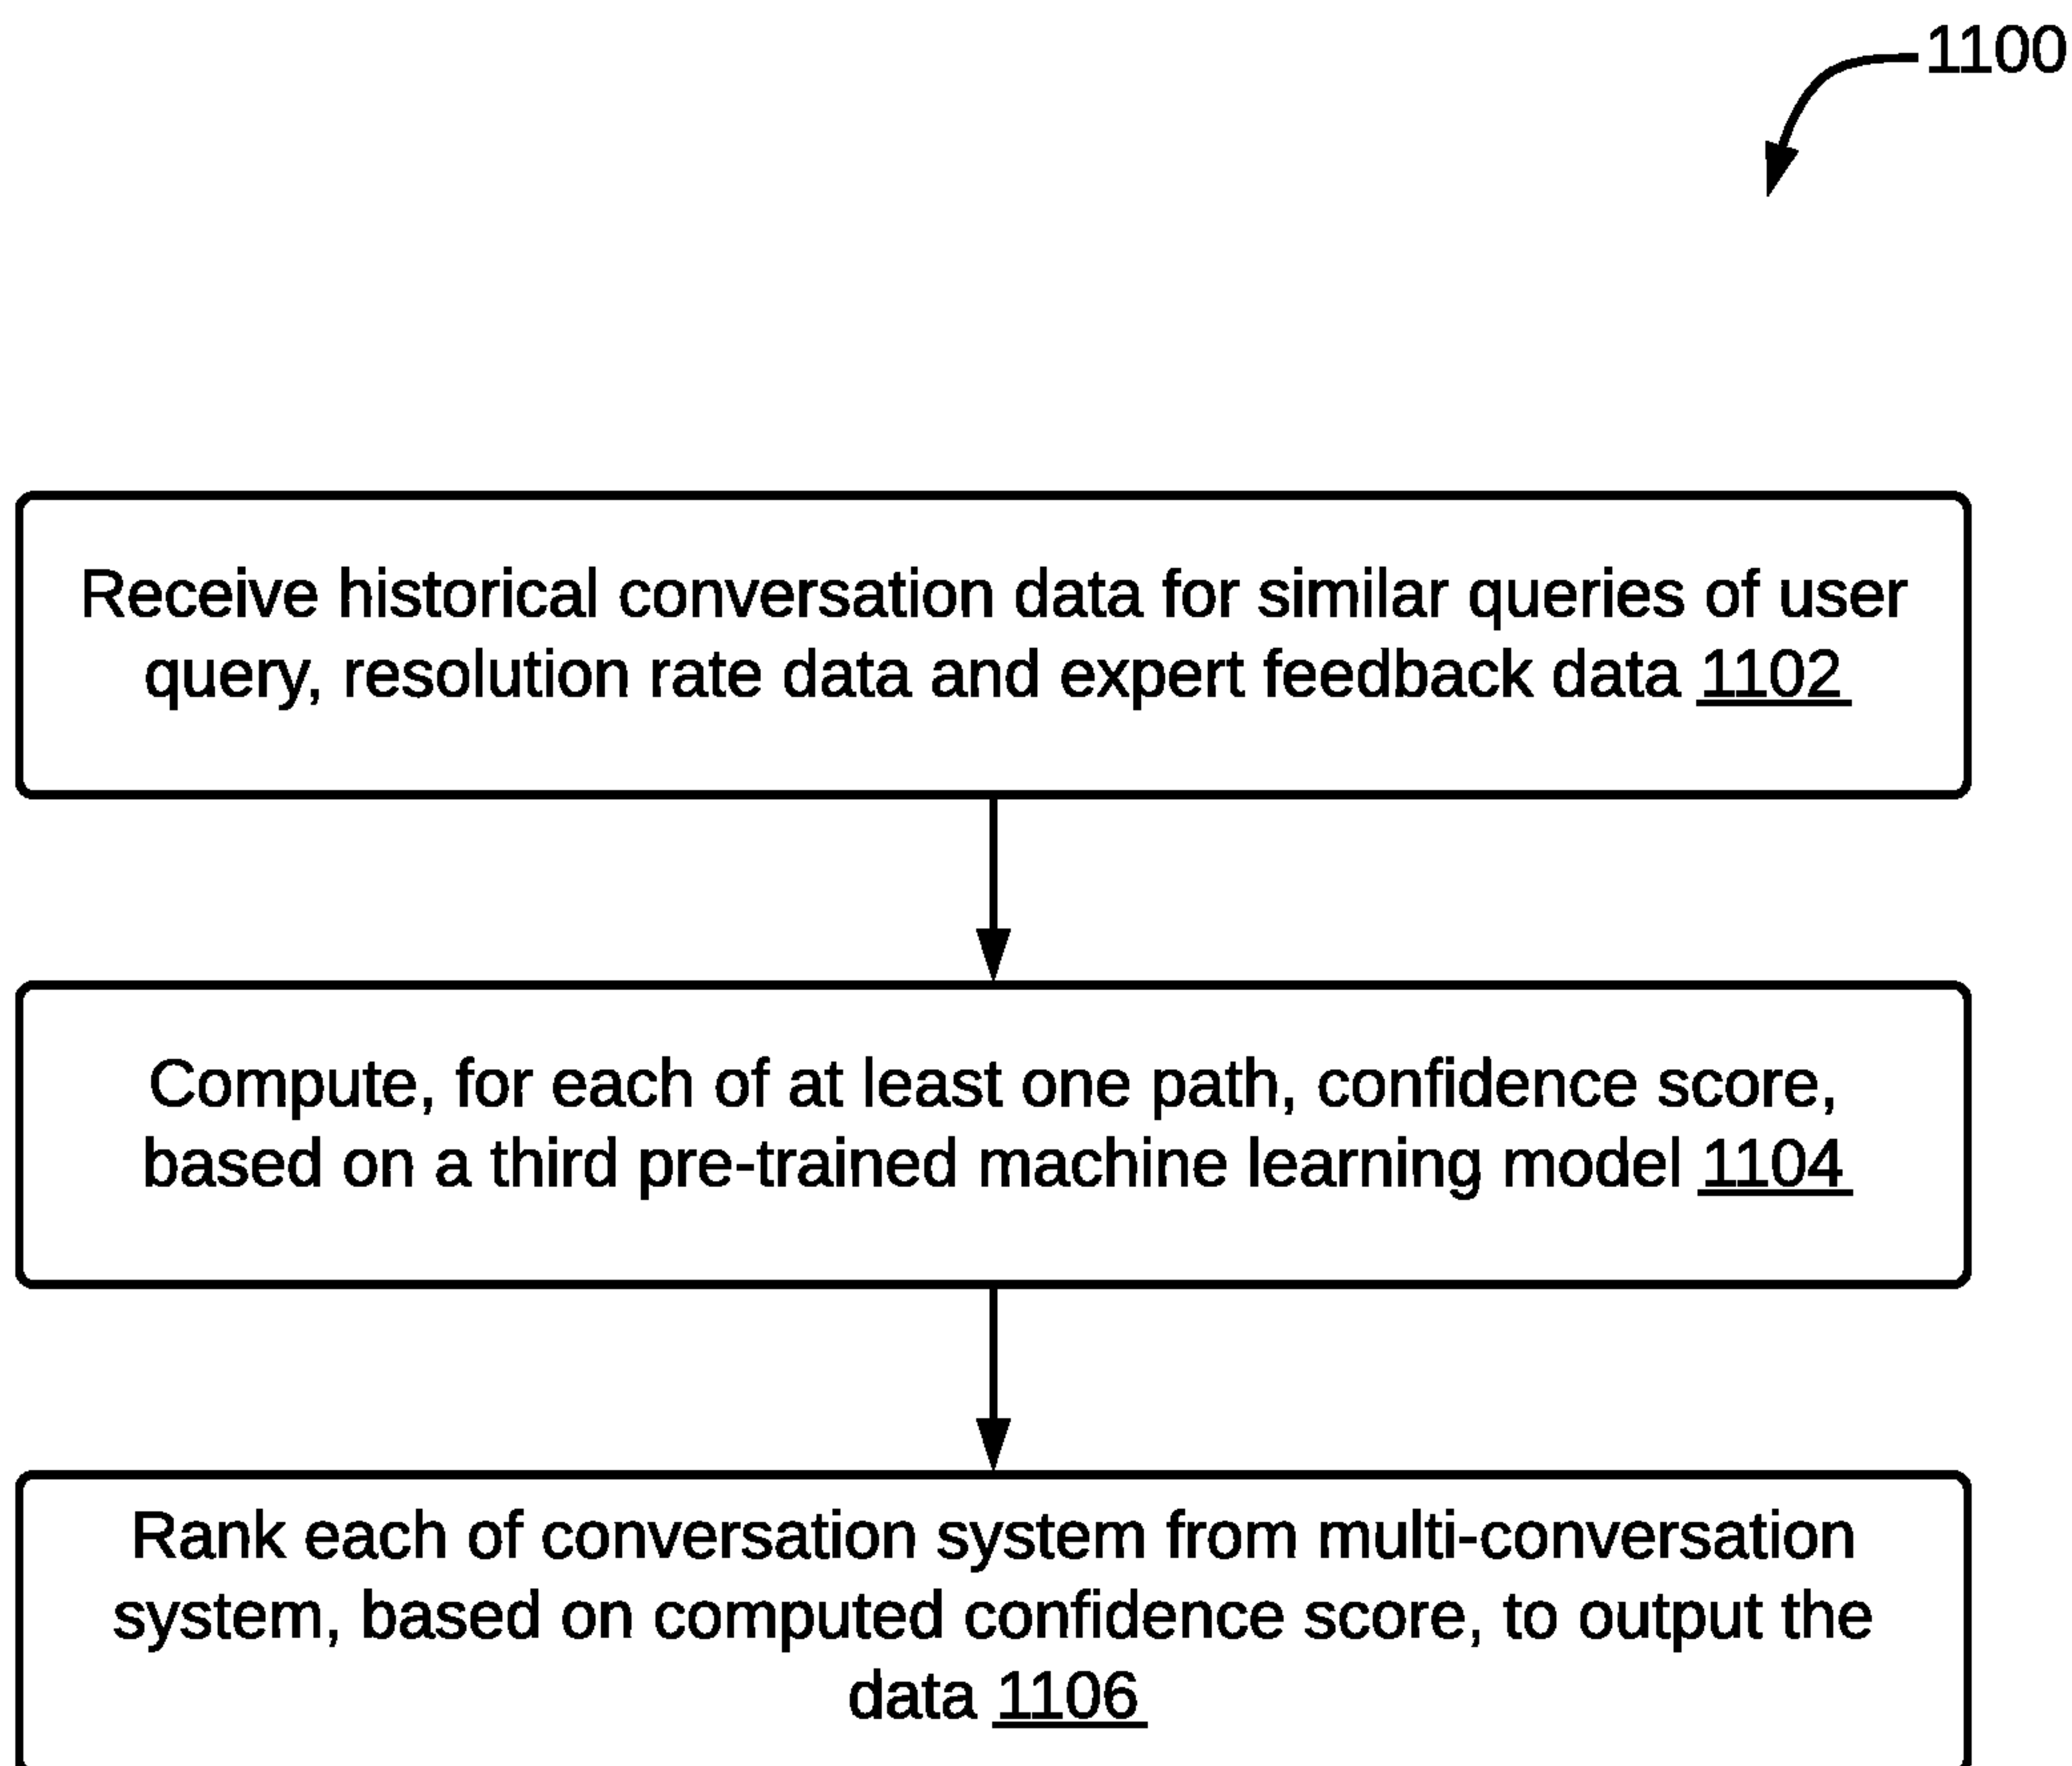 1100
Receive historical conversation data for similar queries of user
query, resolution rate data and expert feedback data 1102
Compute, for each of at least one path, confidence score,
based on a third pre-trained machine learning model 1104
Rank each of conversation system from multi-conversation
system, based on computed confidence score, to output the
data 1106